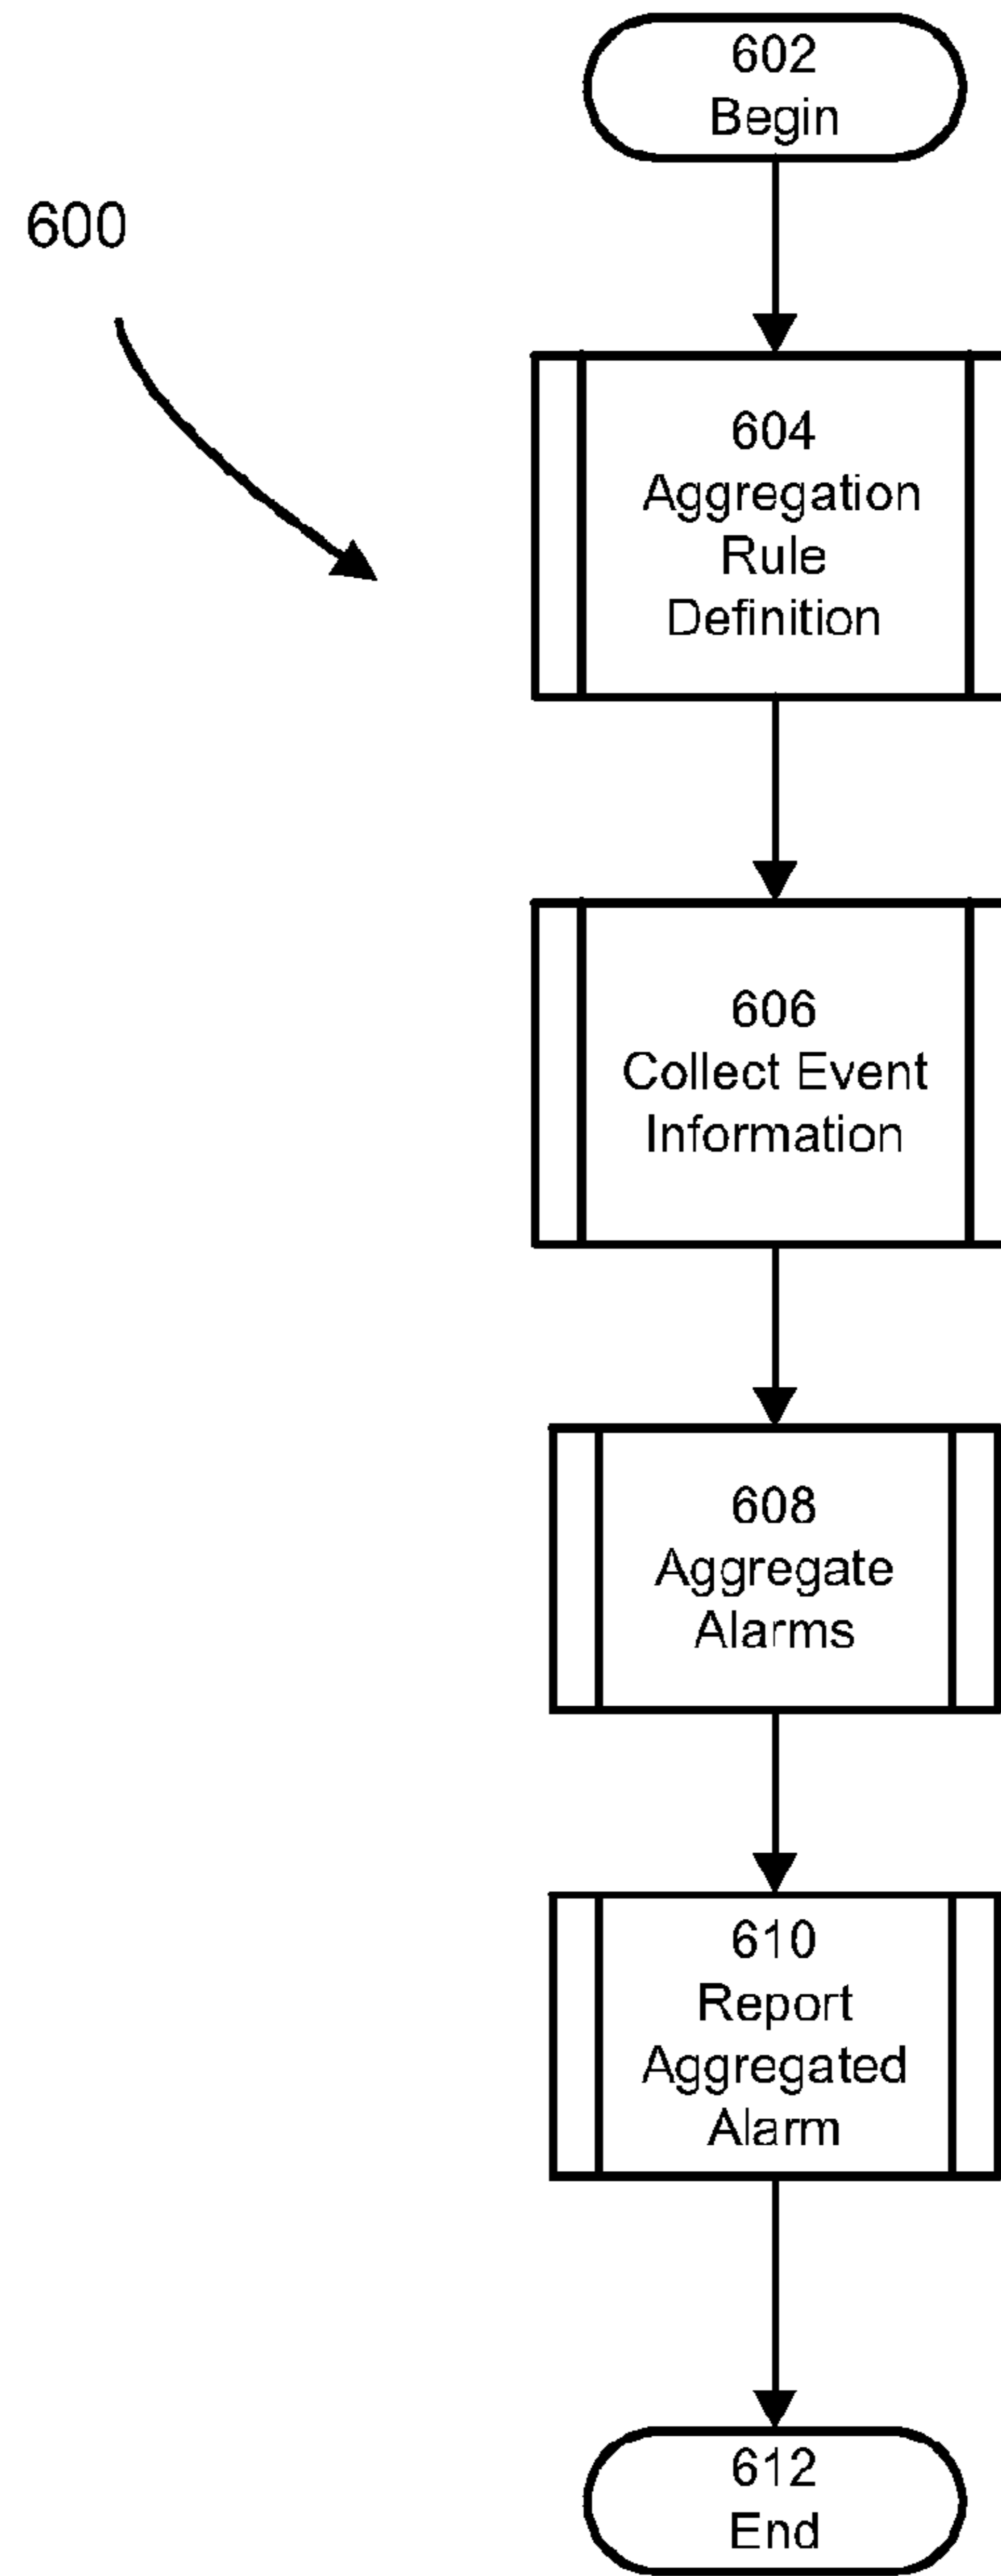 602
Begin
600
604
Aggregation
Rule
Definition
606
Collect Event
Information
608
Aggregate
Alarms
610
Report
Aggregated
Alarm
612
End